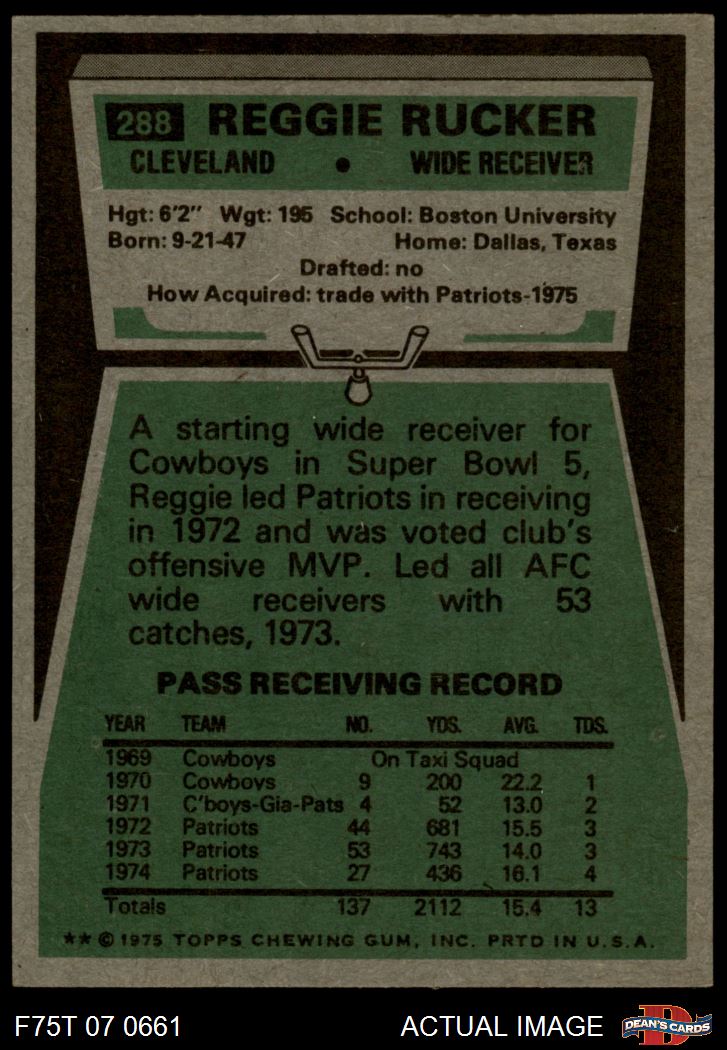 288 REGGIE RUCKER
CLEVELAND • WIDE RECEIVER
Hgt: 6'2" Wgt: 195 School: Boston University
Born: 9-21-47 Home: Dallas, Texas
Drafted: no
How Acquired: trade with Patriots-1975
A starting wide receiver for
Cowboys in Super Bowl 5,
Reggie led Patriots in receiving
in 1972 and was voted club's
offensive MVP. Led all AFC
wide receivers with 53
catches, 1973.
PASS RECEIVING RECORD
YEAR TEAM NO. YDS. AVG. TDS.
1969 Cowboys On Taxi Squad
1970 Cowboys 9 200 22.2 1
1971 C'boys-Gia-Pats 4 52 13.0 2
1972 Patriots 44 681 15.5 3
1973 Patriots 53 743 14.0 3
1974 Patriots 27 436 16.1 4
Totals 137 2112 15.4 13
** © 1975 TOPPS CHEWING GUM, INC. PRTD IN U.S.A.
F75T 07 0661 ACTUAL IMAGE D DEAN'S CARDS